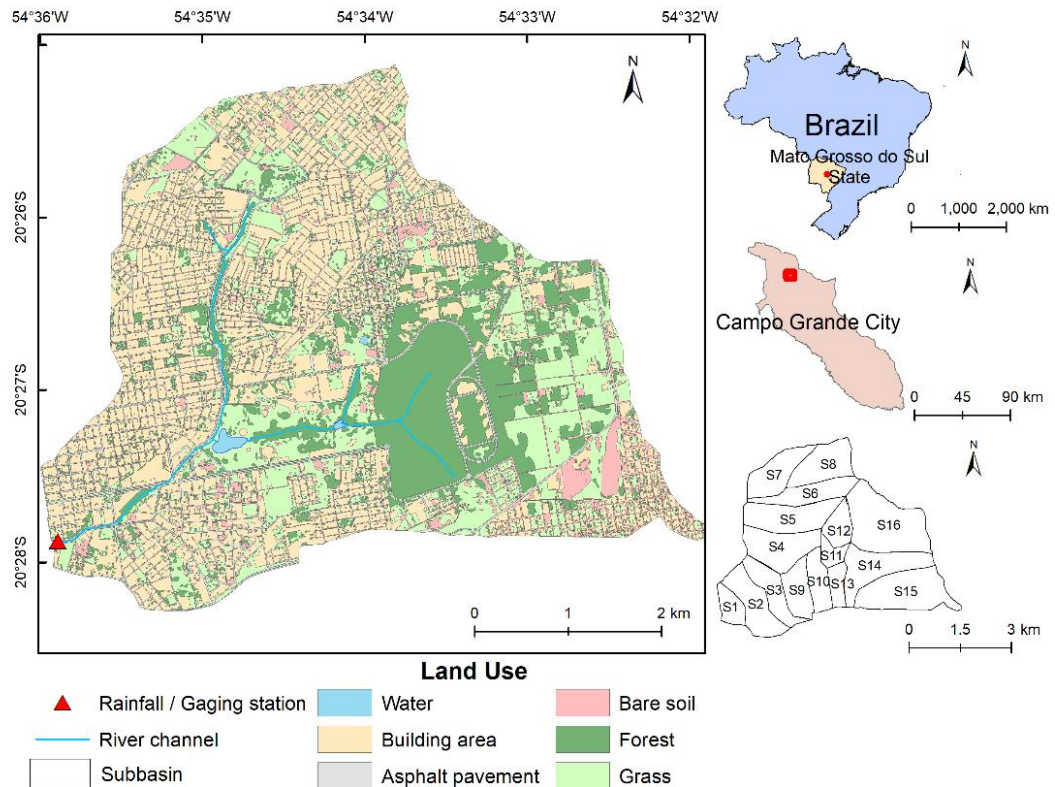 54°36'W 54°35'W 54°34'W 54°33'W 54°32'W
20°26'S
20°27'S
20°28'S
N
0 1 2 km
N
Brazil
Mato Grosso do Sul
State
0 1,000 2,000 km
N
Campo Grande City
0 45 90 km
N
S7 S8
S6
S5 S12 S16
S4
S11 S14
S1 S2 S3 S9 S10 S13 S15
0 1.5 3 km
Land Use
Rainfall / Gaging station Water Bare soil
River channel Building area Forest
Subbasin Asphalt pavement Grass